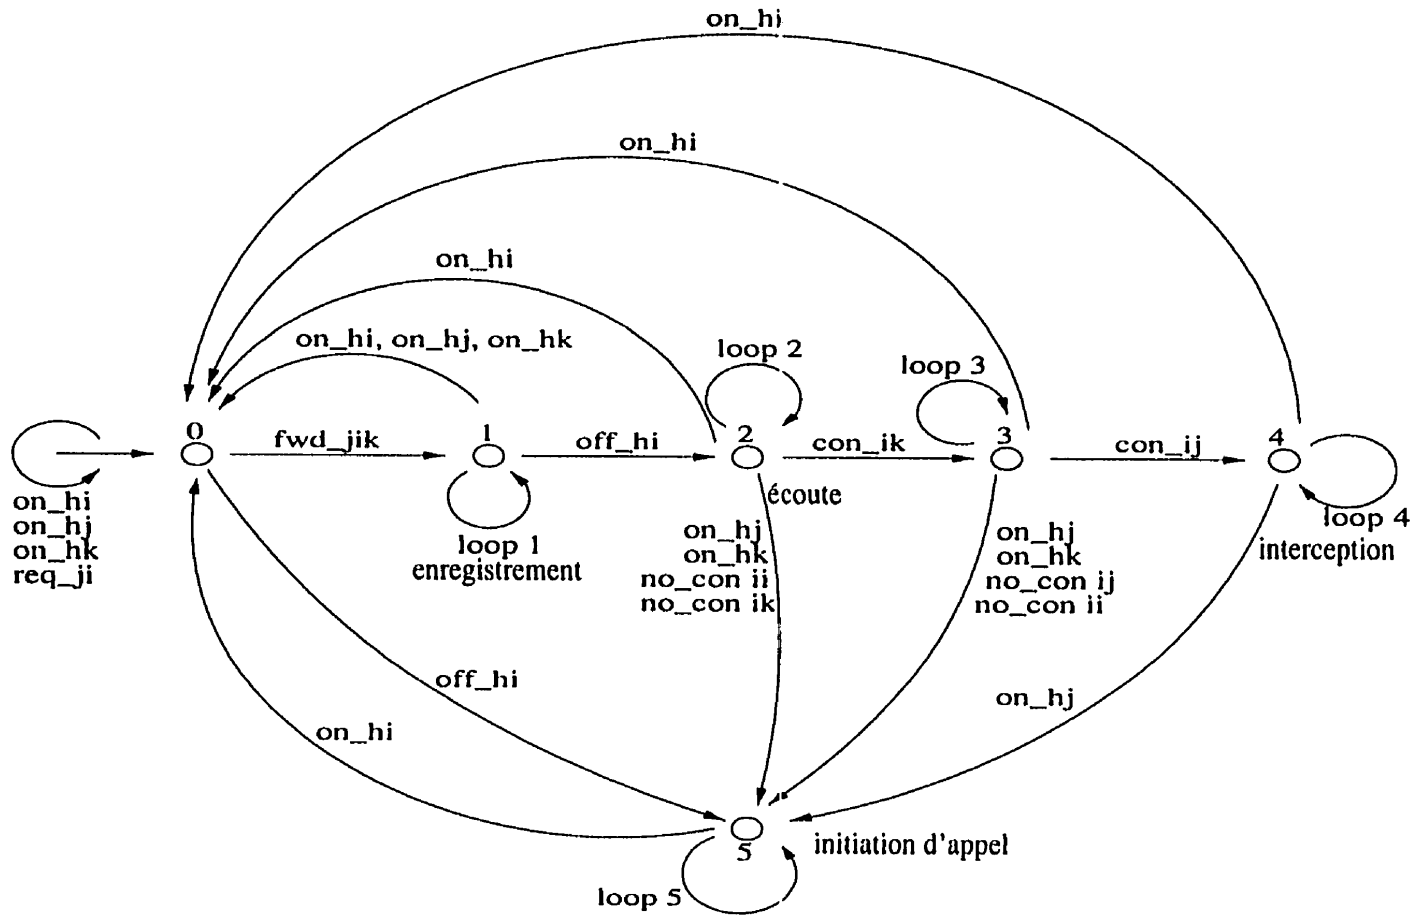 on_hi
on_hi
on_hi
on_hi, on_hj, on_hk
loop 2
loop 3
0
fwd_jik
1
off_hi
2
con_ik
3
con_ij
4
on_hi
on_hj
on_hk
req_ji
loop 1
enregistrement
écoute
on_hj
on_hk
no_con ii
no_con ik
on_hj
on_hk
no_con ij
no_con ii
loop 4
interception
off_hi
on_hi
on_hj
5
initiation d'appel
loop 5